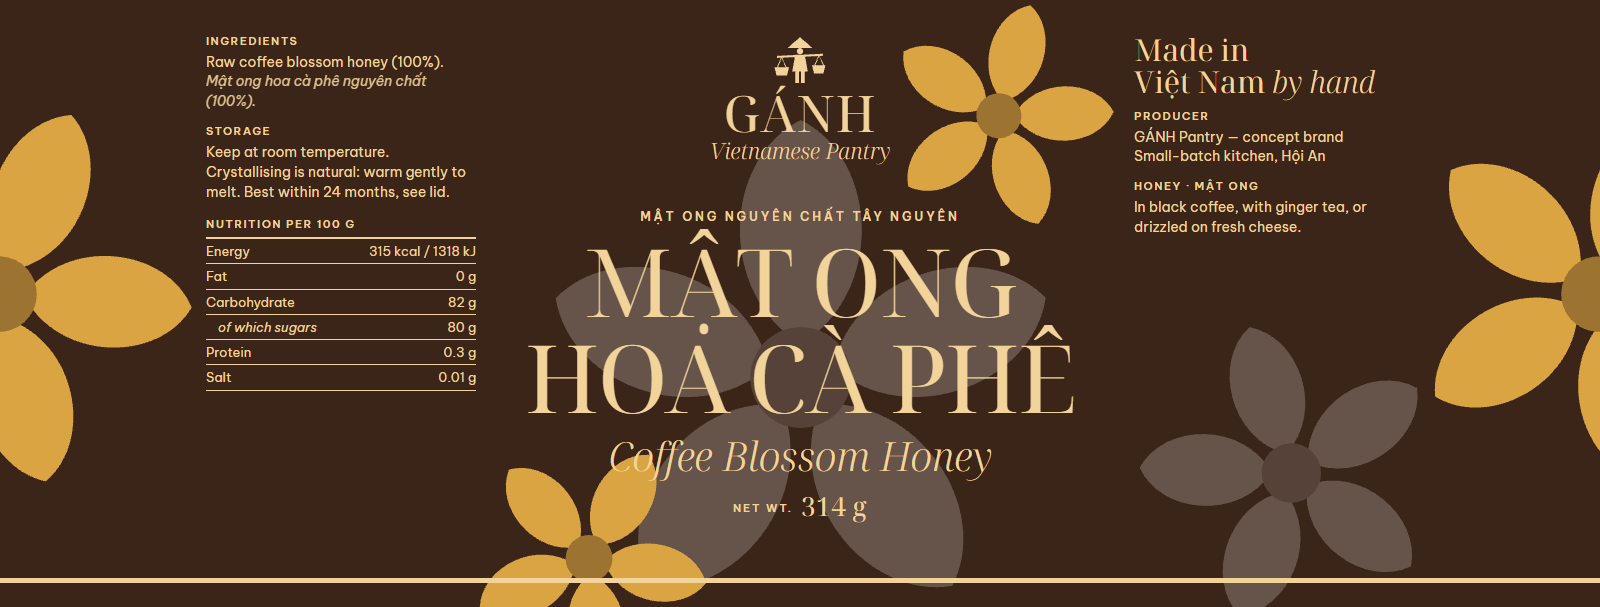 INGREDIENTS
Raw coffee blossom honey (100%).
Mật ong hoa cà phê nguyên chất
(100%).
STORAGE
Keep at room temperature.
Crystallising is natural: warm gently to
melt. Best within 24 months, see lid.
NUTRITION PER 100 G
Energy 315 kcal / 1318 kJ
Fat 0 g
Carbohydrate 82 g
of which sugars 80 g
Protein 0.3 g
Salt 0.01 g
GÁNH
Vietnamese Pantry
MẬT ONG NGUYÊN CHẤT TÂY NGUYÊN
MẬT ONG
HOA CÀ PHÊ
Coffee Blossom Honey
NET WT. 314 g
Made in
Việt Nam by hand
PRODUCER
GÁNH Pantry — concept brand
Small-batch kitchen, Hội An
HONEY · MẬT ONG
In black coffee, with ginger tea, or
drizzled on fresh cheese.